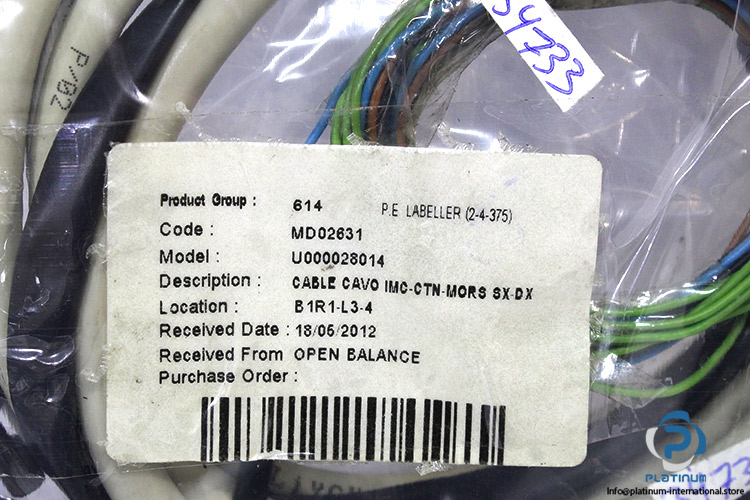 54733
P/02
Product Group : 614 P.E LABELLER (2-4-375)
Code : MD02631
Model : U000028014
Description : CABLE CAVO IMC-CTN-MORS SX-DX
Location : B1R1-L3-4
Received Date : 18/06/2012
Received From OPEN BALANCE
Purchase Order :
PLATINUM
Info@platinum-international.store